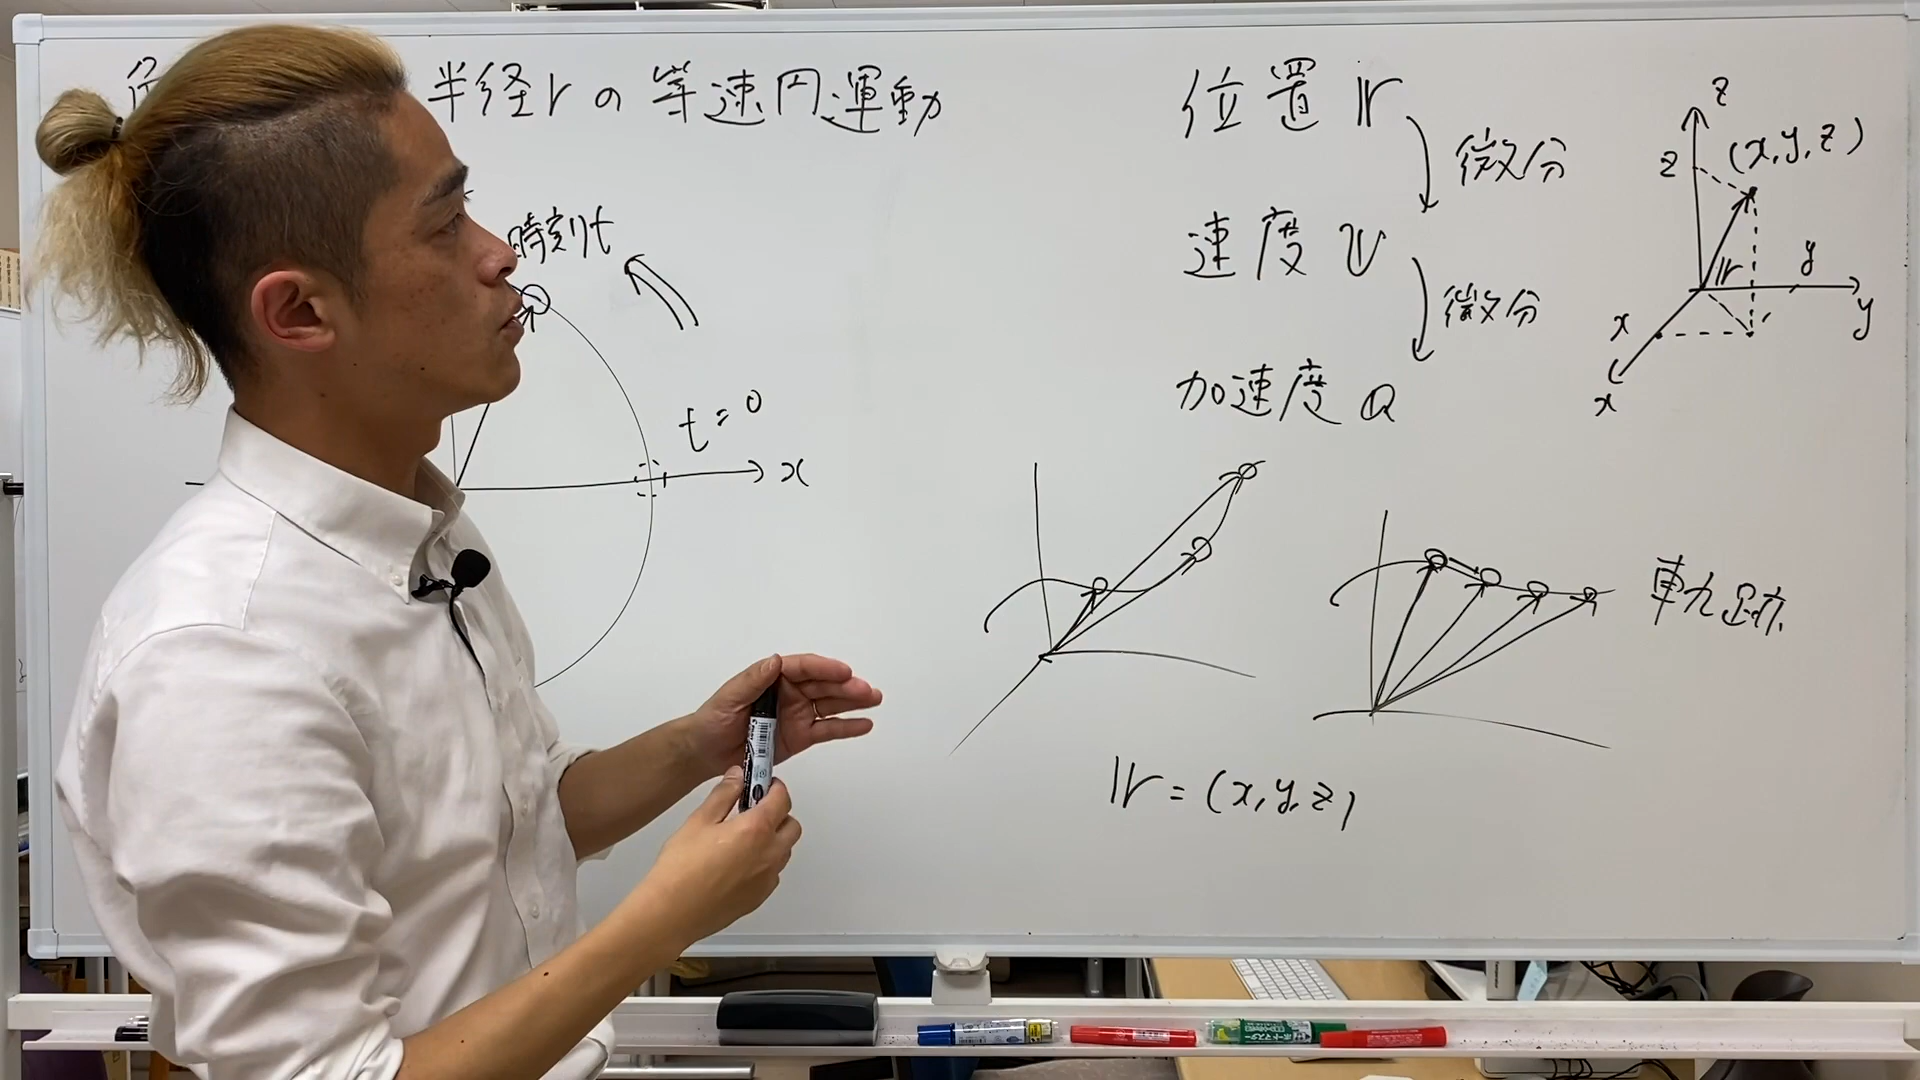 半径rの等速円運動
時刻t
t=0
x
位置 r
微分
速度 v
微分
加速度 a
z
(x,y,z)
z
r
y
y
x
x
軌跡
r=(x,y,z)